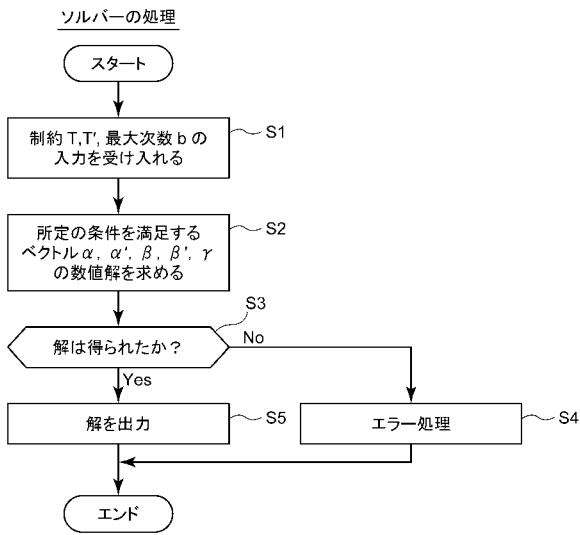 ソルバーの処理
スタート
制約 T,T′, 最大次数 b の
入力を受け入れる
S1
所定の条件を満足する
ベクトル α, α′, β, β′, γ
の数値解を求める
S2
解は得られたか？
S3
No
Yes
解を出力
S5
エラー処理
S4
エンド